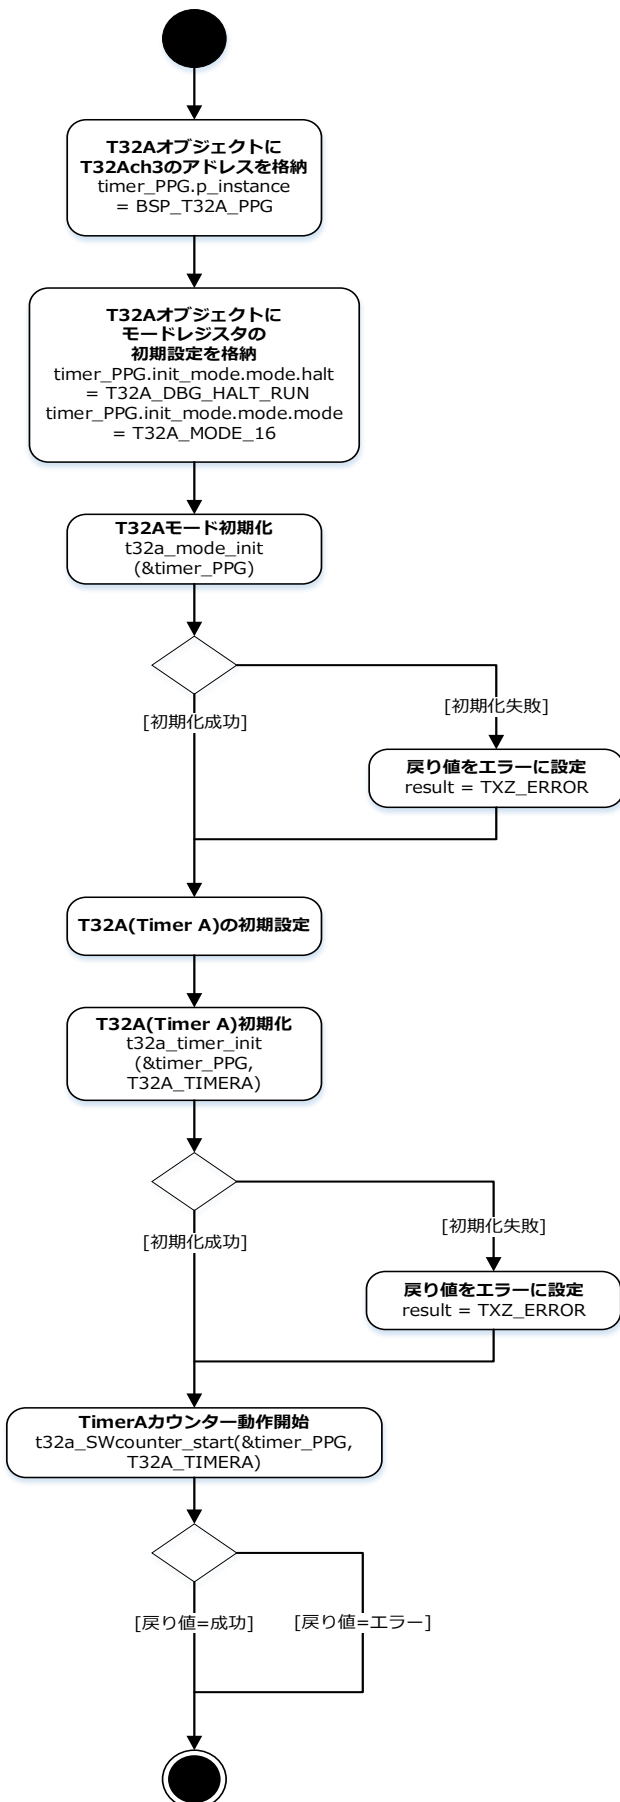 T32Aオブジェクトに
T32Ach3のアドレスを格納
timer_PPG.p_instance
= BSP_T32A_PPG
T32Aオブジェクトに
モードレジスタの
初期設定を格納
timer_PPG.init_mode.mode.halt
= T32A_DBG_HALT_RUN
timer_PPG.init_mode.mode.mode
= T32A_MODE_16
T32Aモード初期化
t32a_mode_init
(&timer_PPG)
[初期化失敗]
[初期化成功]
戻り値をエラーに設定
result = TXZ_ERROR
T32A(Timer A)の初期設定
T32A(Timer A)初期化
t32a_timer_init
(&timer_PPG,
T32A_TIMERA)
[初期化失敗]
[初期化成功]
戻り値をエラーに設定
result = TXZ_ERROR
TimerAカウンター動作開始
t32a_SWcounter_start(&timer_PPG,
T32A_TIMERA)
[戻り値=成功]
[戻り値=エラー]